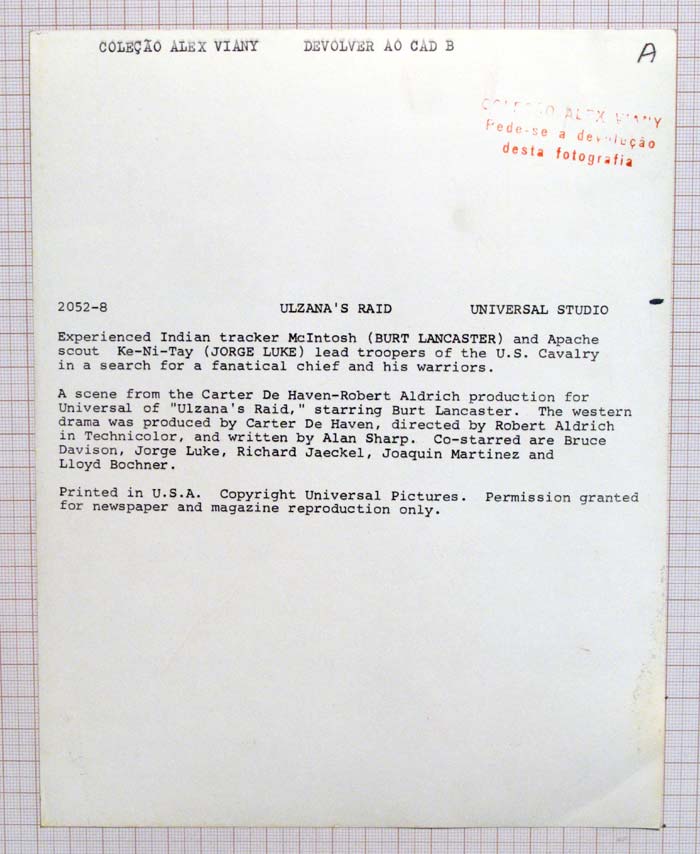 COLEÇÃO ALEX VIANY DEVOLVER AO CAD B
A
COLEÇÃO ALEX VIANY
Pede-se a devolução
desta fotografia
2052-8 ULZANA'S RAID UNIVERSAL STUDIO
Experienced Indian tracker McIntosh (BURT LANCASTER) and Apache
scout Ke-Ni-Tay (JORGE LUKE) lead troopers of the U.S. Cavalry
in a search for a fanatical chief and his warriors.
A scene from the Carter De Haven-Robert Aldrich production for
Universal of "Ulzana's Raid," starring Burt Lancaster. The western
drama was produced by Carter De Haven, directed by Robert Aldrich
in Technicolor, and written by Alan Sharp. Co-starred are Bruce
Davison, Jorge Luke, Richard Jaeckel, Joaquin Martinez and
Lloyd Bochner.
Printed in U.S.A. Copyright Universal Pictures. Permission granted
for newspaper and magazine reproduction only.